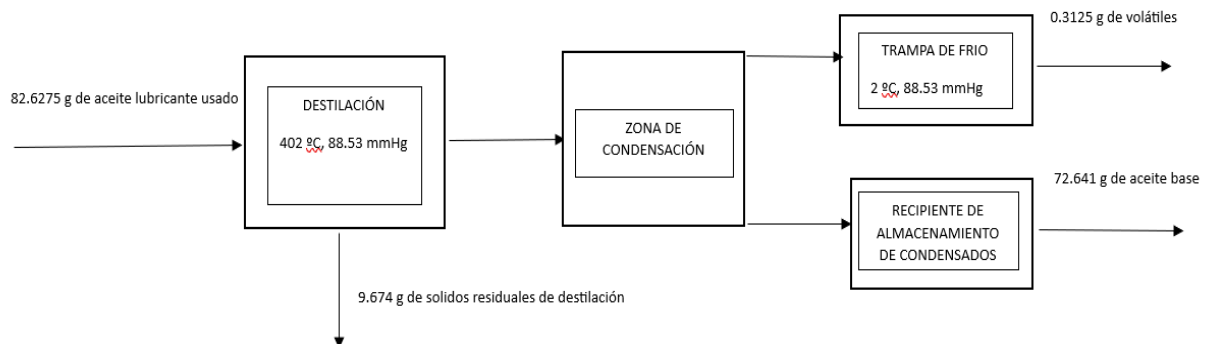 82.6275 g de aceite lubricante usado
DESTILACIÓN
402 ºC, 88.53 mmHg
9.674 g de solidos residuales de destilación
ZONA DE
CONDENSACIÓN
TRAMPA DE FRIO
2 ºC, 88.53 mmHg
0.3125 g de volátiles
RECIPIENTE DE
ALMACENAMIENTO
DE CONDENSADOS
72.641 g de aceite base